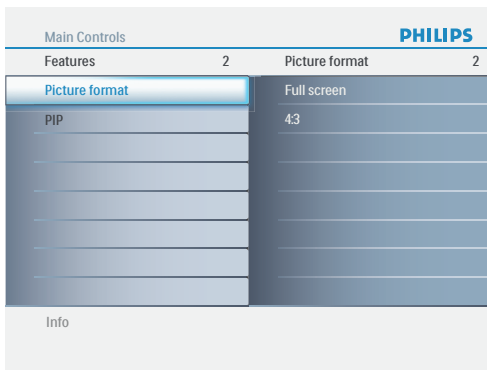 Main Controls
PHILIPS
Features 2 Picture format 2
Picture format Full screen
PIP 4:3
Info